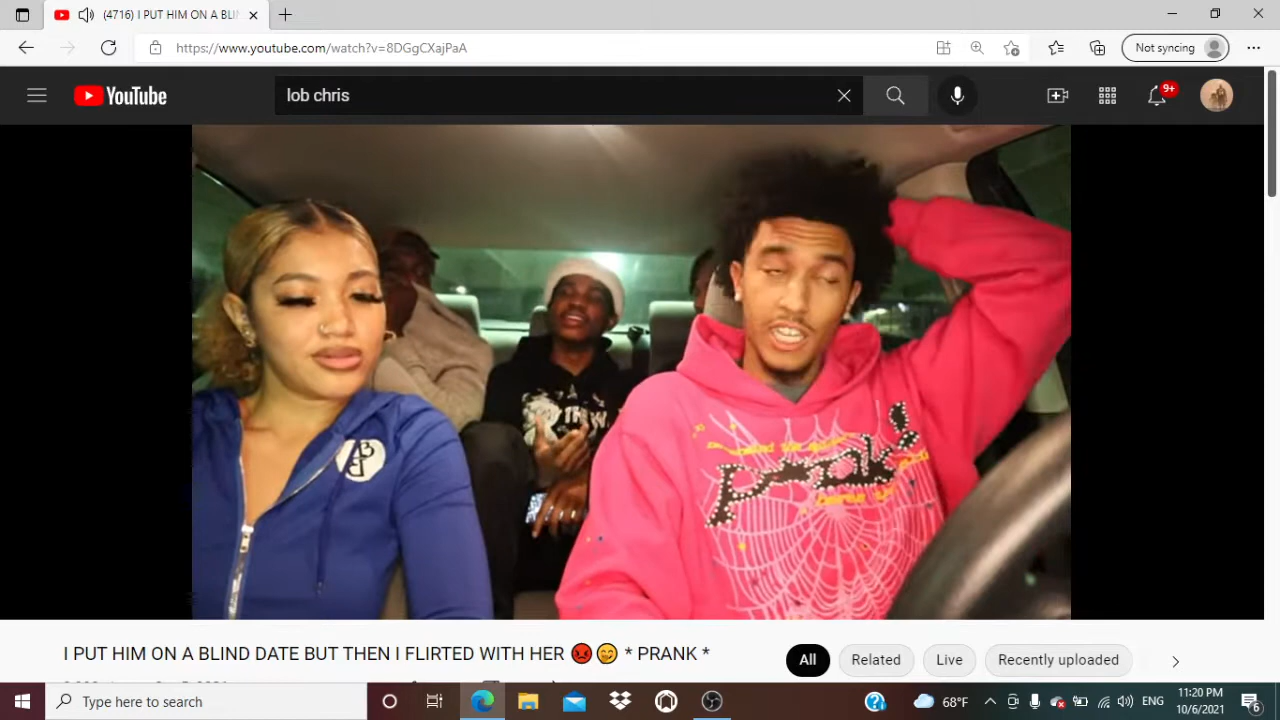 (4716) I PUT HIM ON A BLIN
https://www.youtube.com/watch?v=8DGgCXajPaA
Not syncing
YouTube
lob chris
9+
I PUT HIM ON A BLIND DATE BUT THEN I FLIRTED WITH HER 😡🤭 * PRANK *
All
Related
Live
Recently uploaded
Type here to search
68°F
ENG
11:20 PM
10/6/2021
6